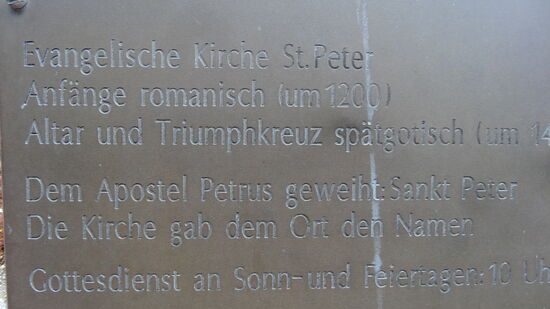 Evangelische Kirche St. Peter
Anfänge romanisch (um 1200)
Altar und Triumphkreuz spätgotisch (um 14
Dem Apostel Petrus geweiht: Sankt Peter
Die Kirche gab dem Ort den Namen
Gottesdienst an Sonn- und Feiertagen: 10 Uh